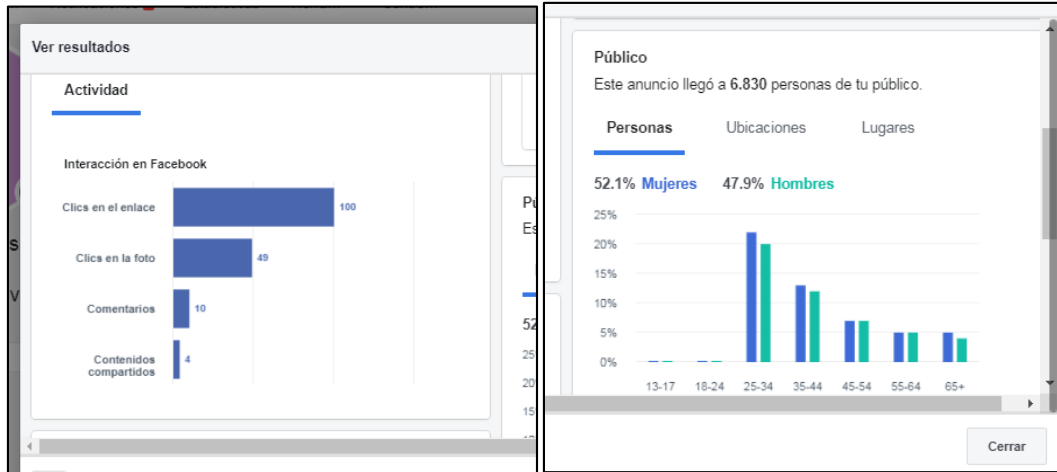 Ver resultados
Actividad
Interacción en Facebook
Clics en el enlace
100
Clics en la foto
49
Comentarios
10
Contenidos
compartidos
4
52
25
20
15
Público
Este anuncio llegó a 6.830 personas de tu público.
Personas Ubicaciones Lugares
52.1% Mujeres 47.9% Hombres
25%
20%
15%
10%
5%
0%
13-17 18-24 25-34 35-44 45-54 55-64 65+
Cerrar